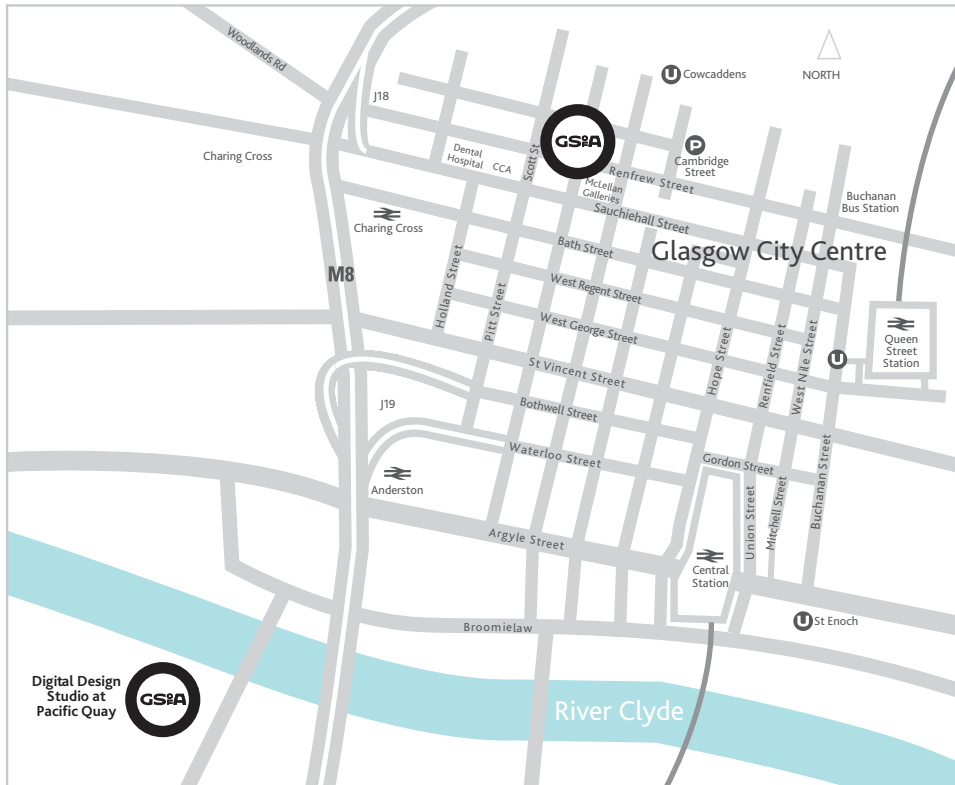 Woodlands Rd
U Cowcaddens
NORTH
J18
GSOFA
P
Cambridge
Street
Charing Cross
Dental
Hospital
CCA
Scott St
McLellan
Galleries
Renfrew Street
Buchanan
Bus Station
Charing Cross
Sauchiehall Street
Bath Street
Glasgow City Centre
M8
Holland Street
Pitt Street
West Regent Street
West George Street
Hope Street
Renfield Street
West Nile Street
Queen
Street
Station
U
St Vincent Street
J19
Bothwell Street
Waterloo Street
Gordon Street
Anderston
Argyle Street
Union Street
Mitchell Street
Buchanan Street
Central
Station
Broomielaw
U St Enoch
Digital Design
Studio at
Pacific Quay
GSOFA
River Clyde